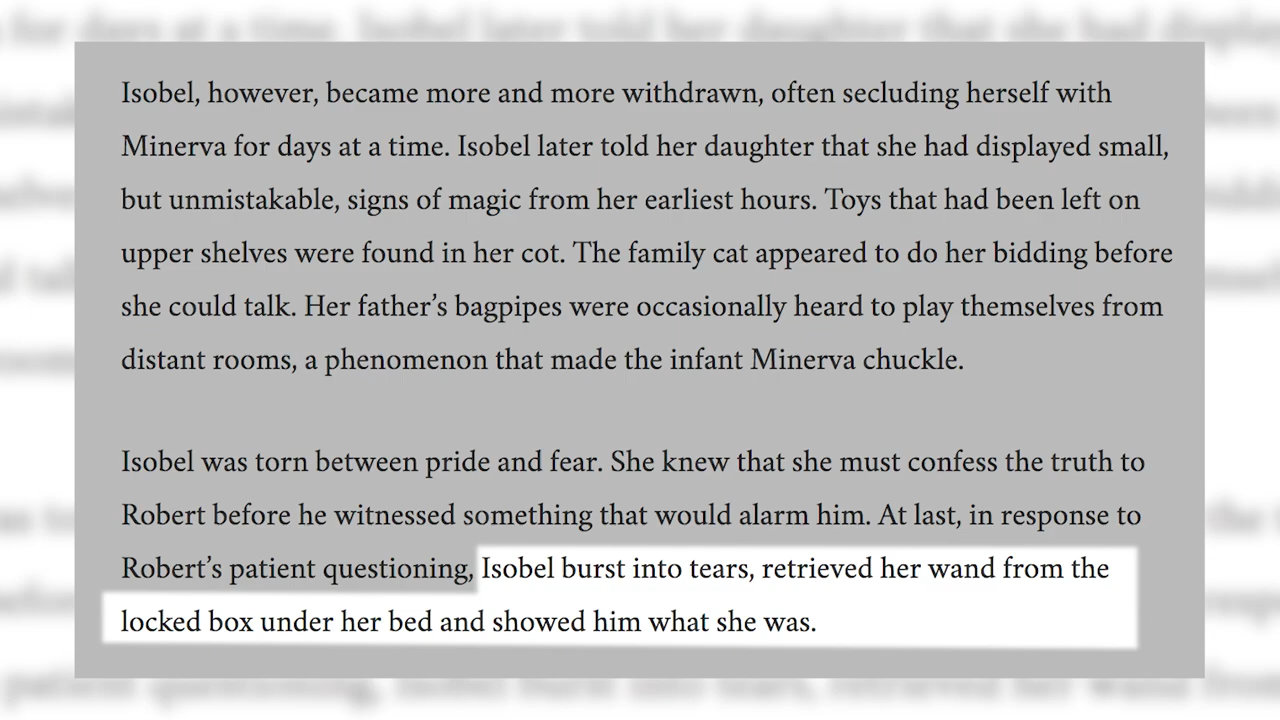 Isobel, however, became more and more withdrawn, often secluding herself with
Minerva for days at a time. Isobel later told her daughter that she had displayed small,
but unmistakable, signs of magic from her earliest hours. Toys that had been left on
upper shelves were found in her cot. The family cat appeared to do her bidding before
she could talk. Her father’s bagpipes were occasionally heard to play themselves from
distant rooms, a phenomenon that made the infant Minerva chuckle.
Isobel was torn between pride and fear. She knew that she must confess the truth to
Robert before he witnessed something that would alarm him. At last, in response to
Robert’s patient questioning, Isobel burst into tears, retrieved her wand from the
locked box under her bed and showed him what she was.